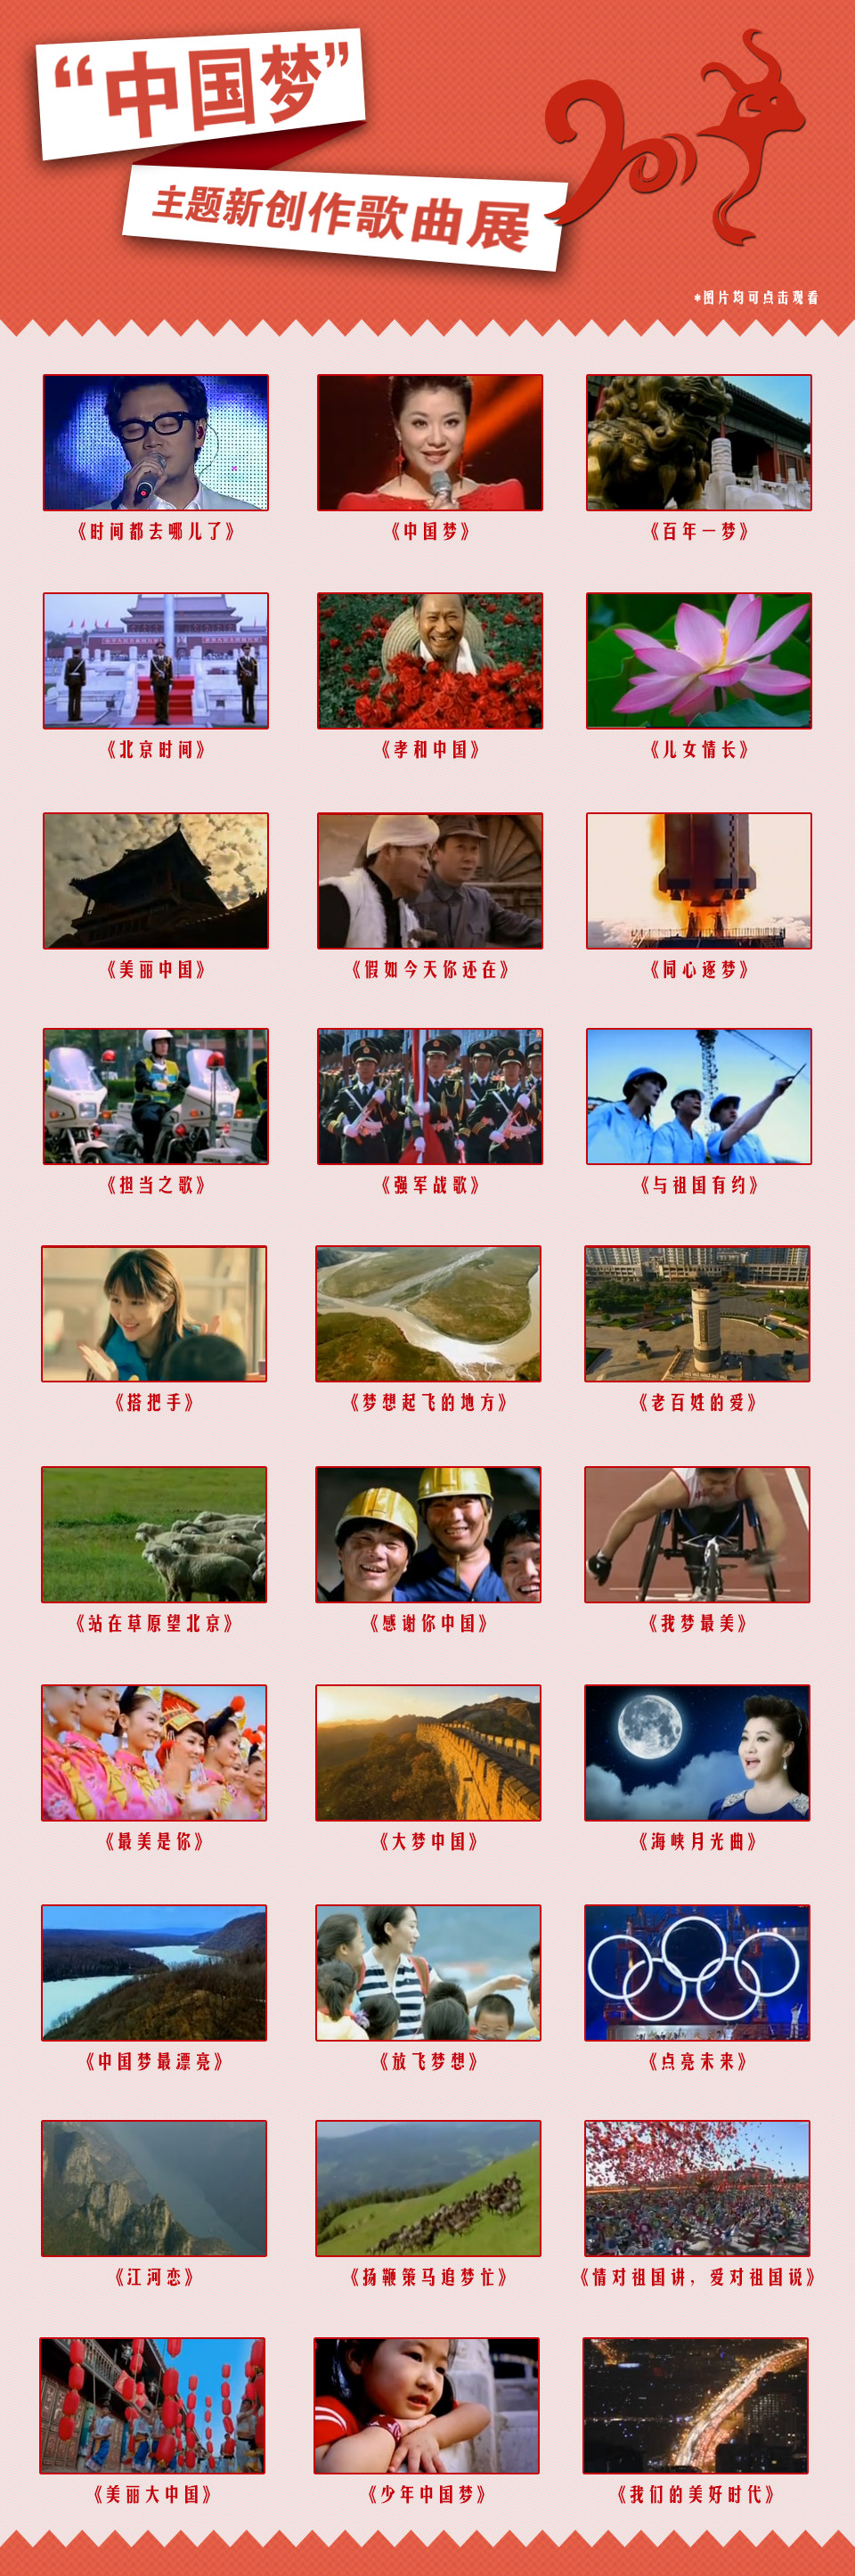 “中国梦”
主题新创作歌曲展
*图片均可点击观看
《时间都去哪儿了》
《中国梦》
《百年一梦》
《北京时间》
《孝和中国》
《儿女情长》
《美丽中国》
《假如今天你还在》
《同心逐梦》
《担当之歌》
《强军战歌》
《与祖国有约》
《搭把手》
《梦想起飞的地方》
《老百姓的爱》
《站在草原望北京》
《感谢你中国》
《我梦最美》
《最美是你》
《大梦中国》
《海峡月光曲》
《中国梦最漂亮》
《放飞梦想》
《点亮未来》
《江河恋》
《扬鞭策马追梦忙》
《情对祖国讲，爱对祖国说》
《美丽大中国》
《少年中国梦》
《我们的美好时代》